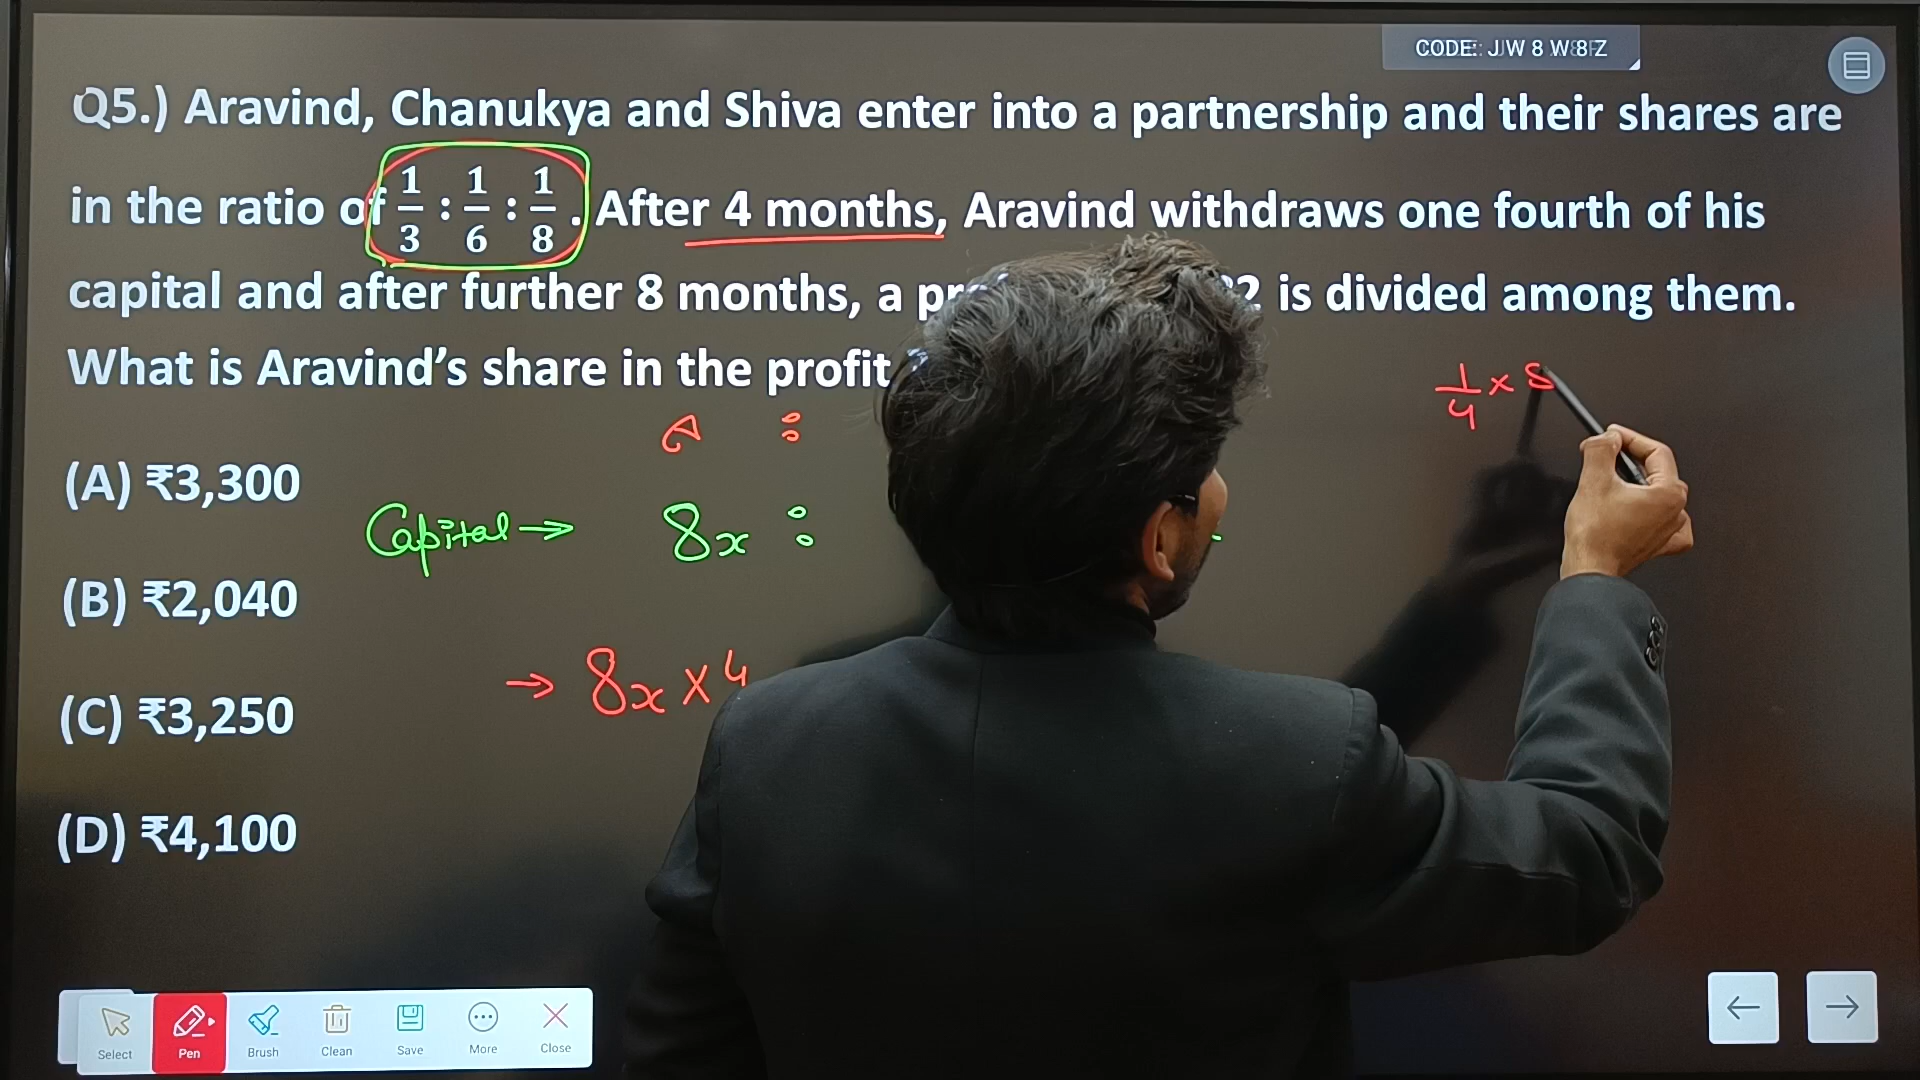 CODE: JW 8 W 8 Z
Q5.) Aravind, Chanukya and Shiva enter into a partnership and their shares are
in the ratio of 1/3 : 1/6 : 1/8 . After 4 months, Aravind withdraws one fourth of his
capital and after further 8 months, a is divided among them.
What is Aravind's share in the profit
1/4 ×
:
(A) ₹3,300
Capital → 8x :
(B) ₹2,040
→ 8x × 4
(C) ₹3,250
(D) ₹4,100
Select Pen Brush Clean Save More Close